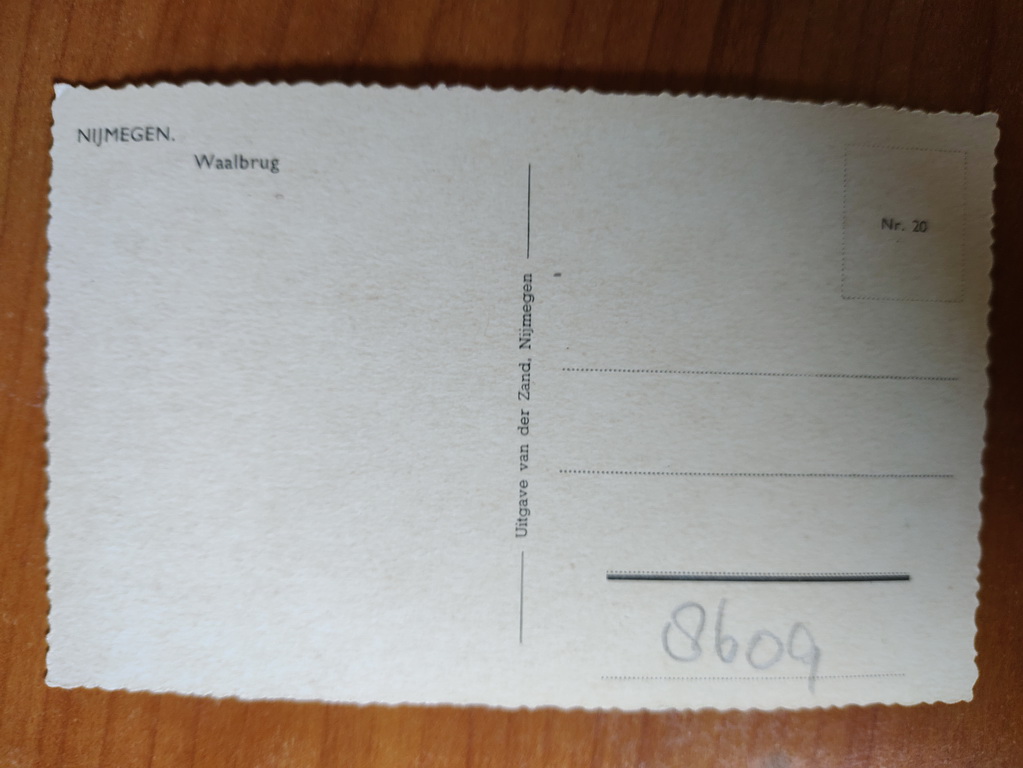 NIJMEGEN.
Waalbrug
Uitgave van der Zand, Nijmegen
Nr. 20
8609